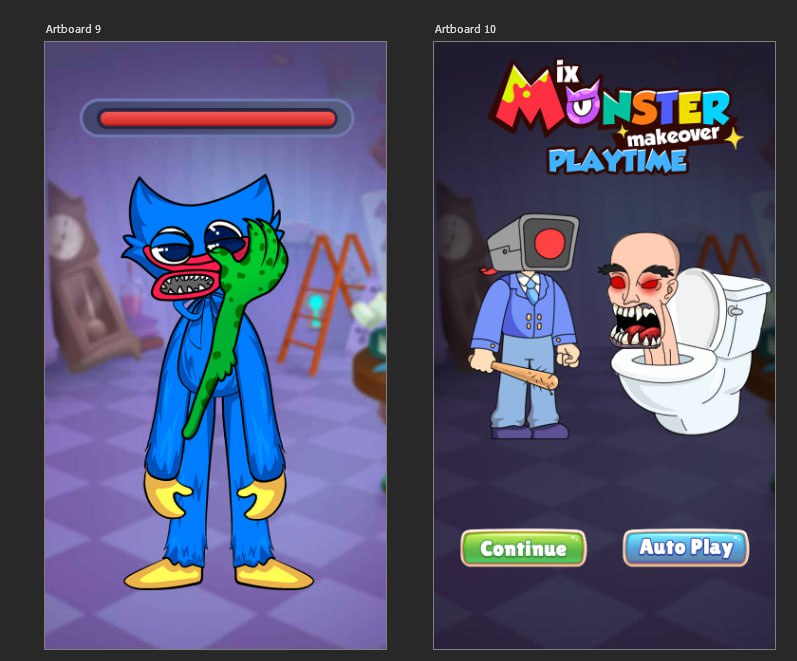 Artboard 9
Artboard 10
Mix
MONSTER
makeover
PLAYTIME
Continue
Auto Play